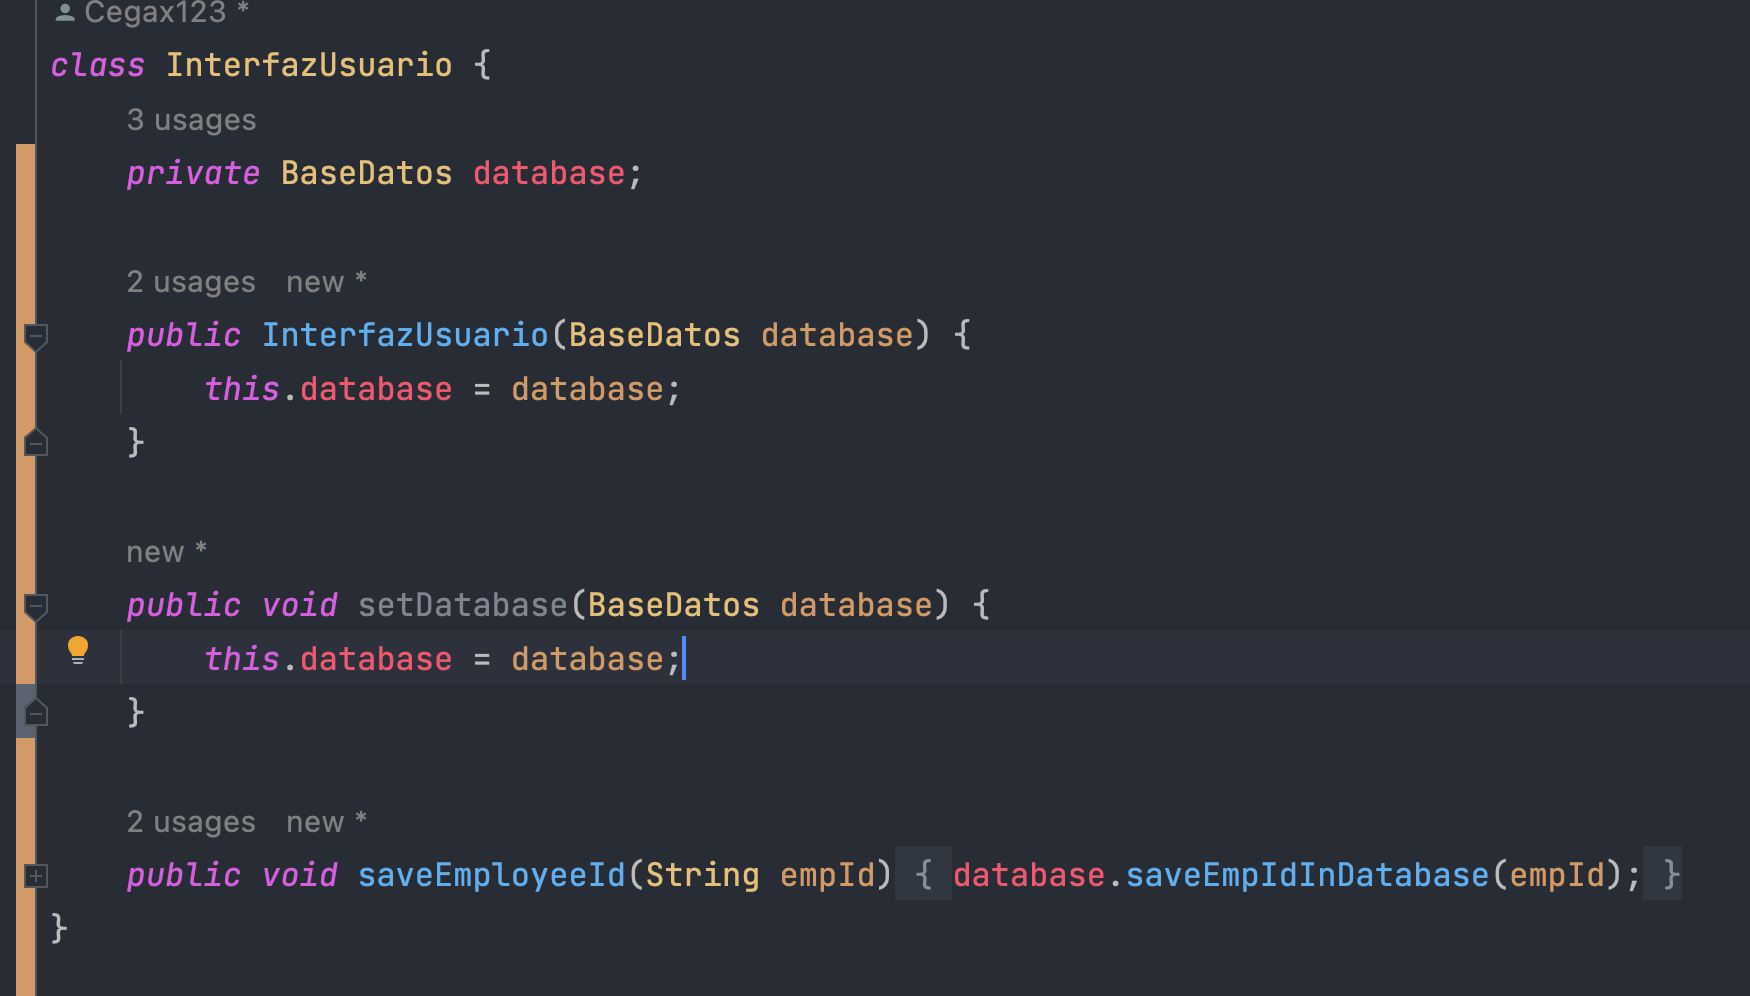 Cegax123 *
class InterfazUsuario {
3 usages
private BaseDatos database;
2 usages new *
public InterfazUsuario(BaseDatos database) {
this.database = database;
}
new *
public void setDatabase(BaseDatos database) {
this.database = database;
}
2 usages new *
public void saveEmployeeId(String empId) { database.saveEmpIdInDatabase(empId); }
}